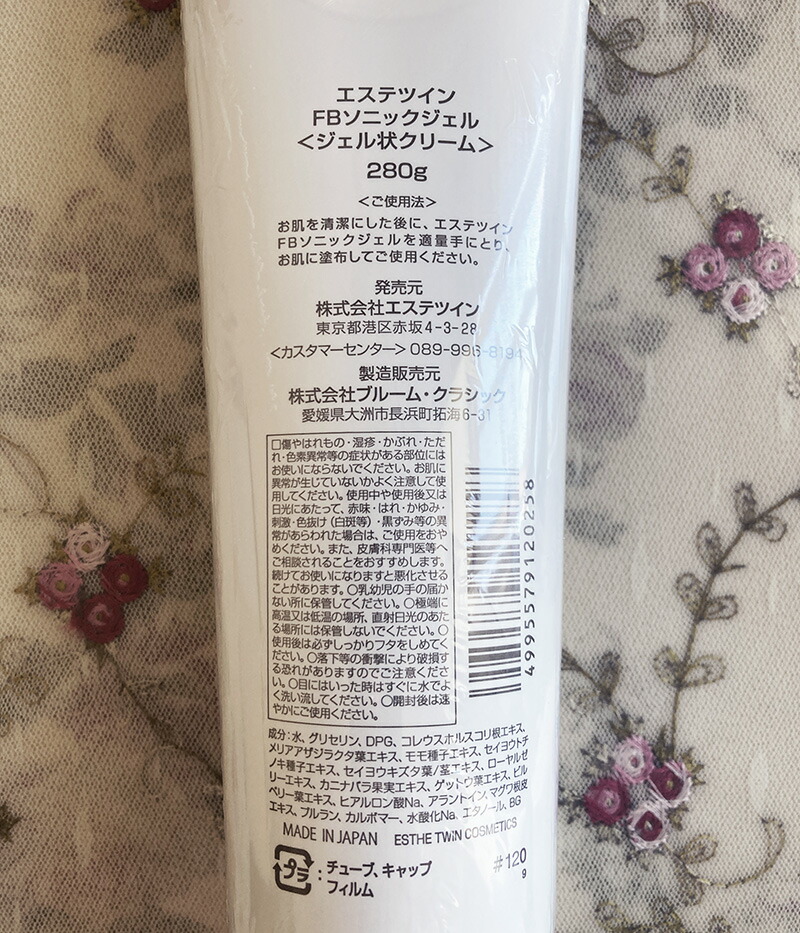 エステツイン
FBソニックジェル
<ジェル状クリーム>
280g
<ご使用法>
お肌を清潔にした後に、エステツイン
FBソニックジェルを適量手にとり、
お肌に塗布してご使用ください。
発売元
株式会社エステツイン
東京都港区赤坂4-3-28
<カスタマーセンター>089-996-8194
製造販売元
株式会社ブルーム・クラシック
愛媛県大洲市長浜町拓海6-31
□傷やはれもの・湿疹・かぶれ・ただ
れ・色素異常等の症状がある部位には
お使いにならないでください。お肌に
異常が生じていないかよく注意して使
用してください。使用中や使用後又は
日光にあたって、赤味・はれ・かゆみ・
刺激・色抜け(白斑等)・黒ずみ等の異
常があらわれた場合は、ご使用をおや
めください。また、皮膚科専門医等へ
ご相談されることをおすすめします。
続けてお使いになりますと悪化させる
ことがあります。○乳幼児の手の届か
ない所に保管してください。○極端に
高温又は低温の場所、直射日光のあた
る場所には保管しないでください。○
使用後は必ずしっかりフタをしめてく
ださい。○落下等の衝撃により破損す
る恐れがありますのでご注意くださ
い。○目にはいった時はすぐに水でよ
く洗い流してください。○開封後は速
やかにご使用ください。
4995579120258
成分:水、グリセリン、DPG、コレウスホルスコリ根エキス、
メリアアザジラクタ葉エキス、モモ種子エキス、セイヨウトチ
ノキ種子エキス、セイヨウキズタ葉/茎エキス、ローヤルゼ
リーエキス、カニナバラ果実エキス、ゲットウ葉エキス、ビル
ベリー葉エキス、ヒアルロン酸Na、アラントイン、マグワ根皮
エキス、プルラン、カルボマー、水酸化Na、エタノール、BG
MADE IN JAPAN ESTHE TWiN COSMETICS
プラ:チューブ、キャップ
フィルム
#120
9